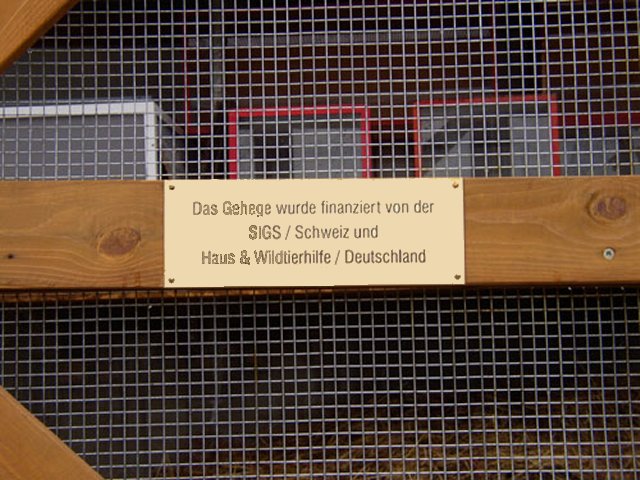 Das Gehege wurde finanziert von der
SIGS / Schweiz und
Haus & Wildtierhilfe / Deutschland